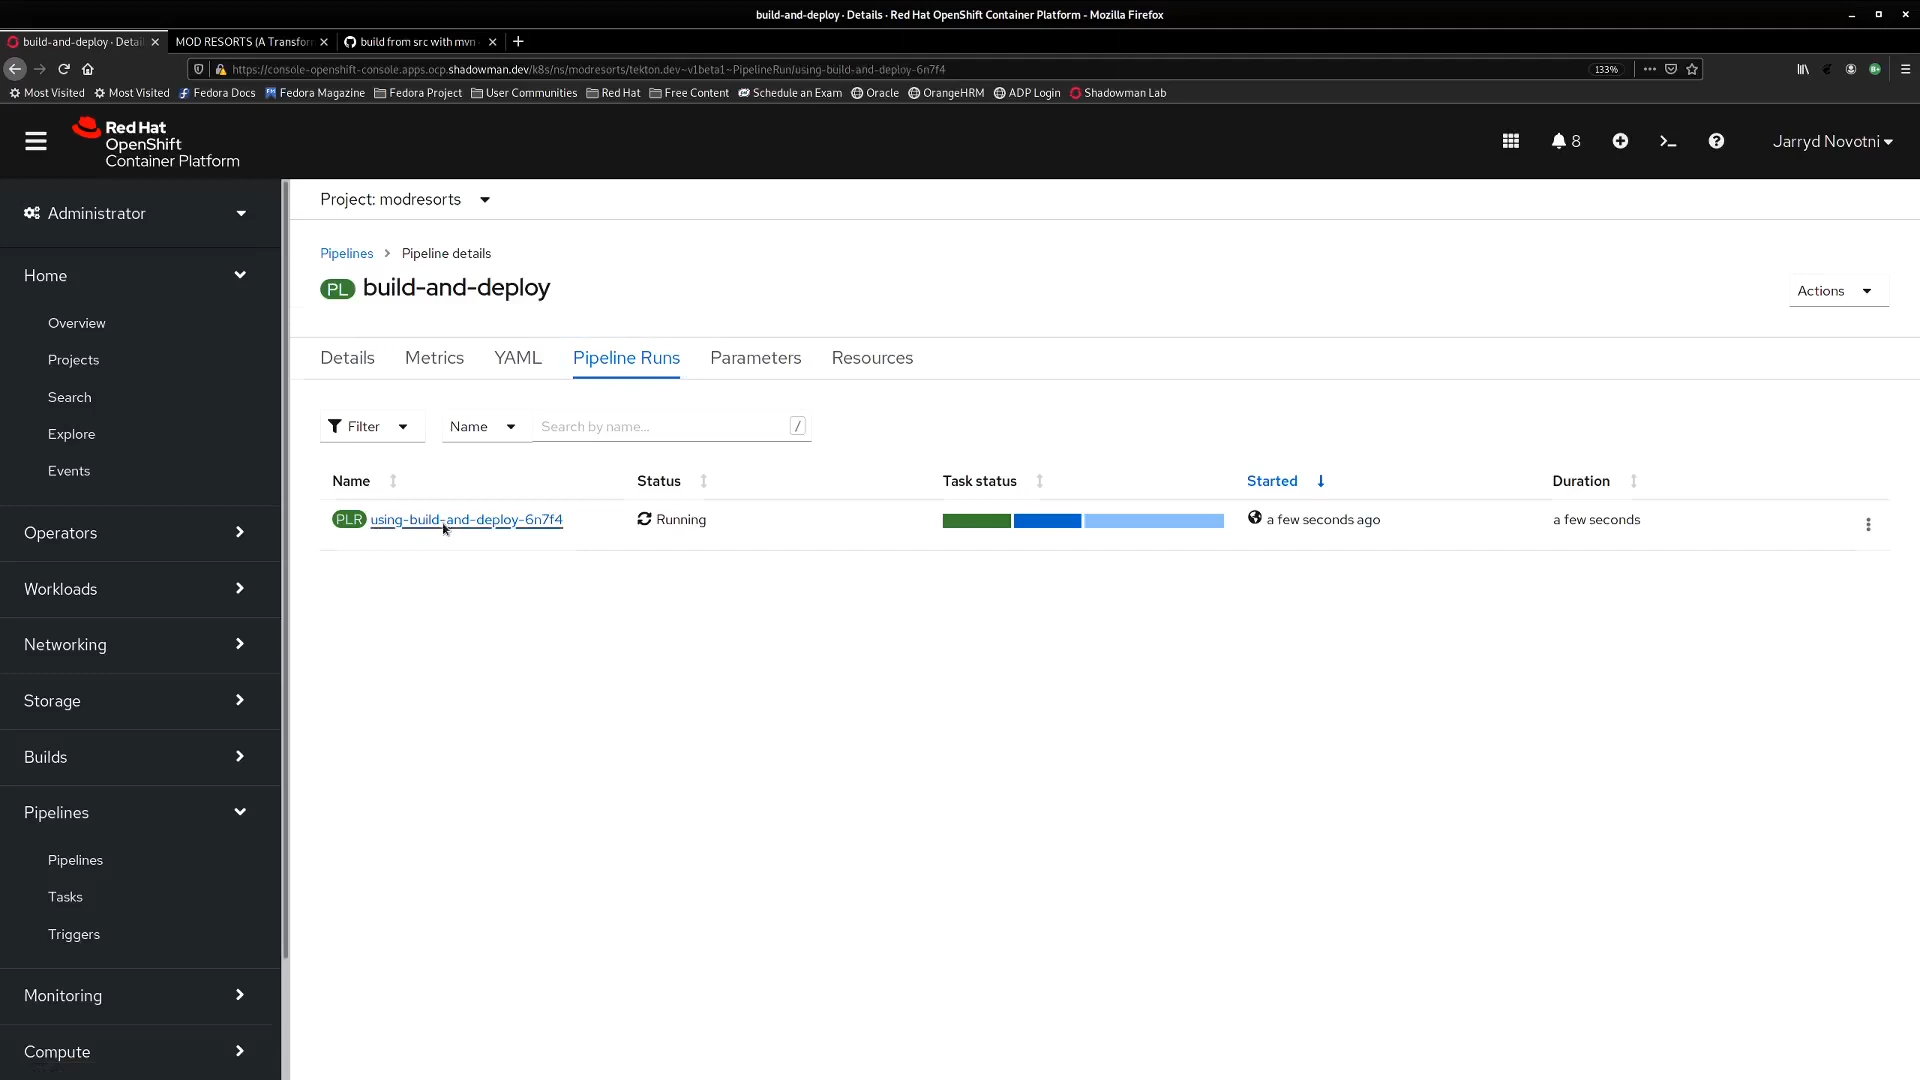 build-and-deploy · Details · Red Hat OpenShift Container Platform - Mozilla Firefox
build-and-deploy · Detai
MOD RESORTS (A Transfor
build from src with mvn
https://console-openshift-console.apps.ocp.shadowman.dev/k8s/ns/modresorts/tekton.dev~v1beta1~PipelineRun/using-build-and-deploy-6n7f4
133%
Most Visited
Most Visited
Fedora Docs
Fedora Magazine
Fedora Project
User Communities
Red Hat
Free Content
Schedule an Exam
Oracle
OrangeHRM
ADP Login
Shadowman Lab
Red Hat
OpenShift
Container Platform
8
Jarryd Novotni
Administrator
Home
Overview
Projects
Search
Explore
Events
Operators
Workloads
Networking
Storage
Builds
Pipelines
Pipelines
Tasks
Triggers
Monitoring
Compute
Project: modresorts
Pipelines > Pipeline details
PL build-and-deploy
Actions
Details Metrics YAML Pipeline Runs Parameters Resources
Filter Name Search by name... /
Name Status Task status Started Duration
PLR using-build-and-deploy-6n7f4 Running a few seconds ago a few seconds